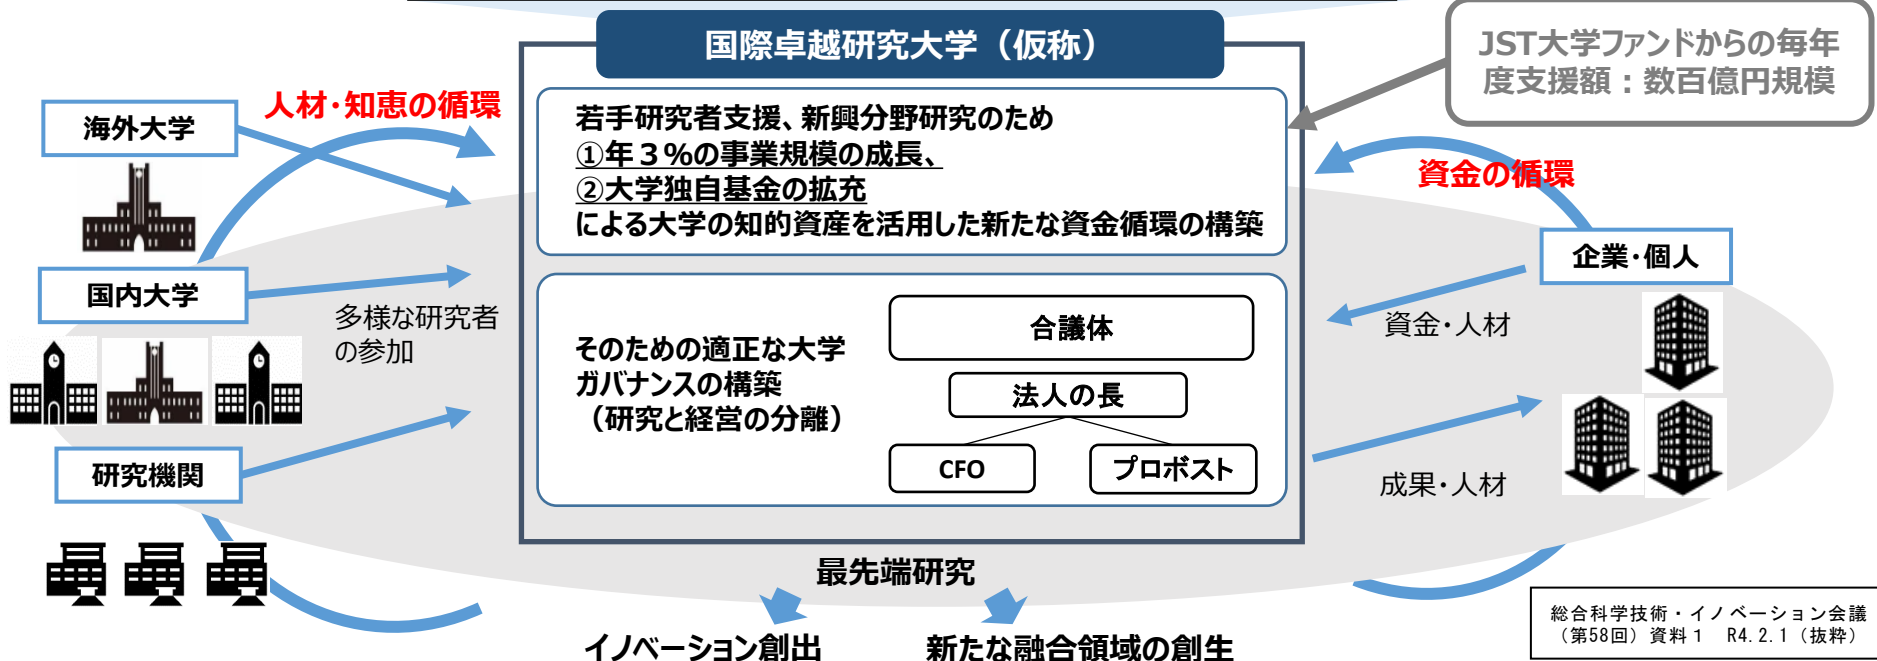 国際卓越研究大学（仮称）
JST大学ファンドからの毎年
度支援額：数百億円規模
人材・知恵の循環
海外大学
若手研究者支援、新興分野研究のため
①年３％の事業規模の成長、
②大学独自基金の拡充
による大学の知的資産を活用した新たな資金循環の構築
資金の循環
企業・個人
国内大学
多様な研究者
の参加
資金・人材
そのための適正な大学
ガバナンスの構築
（研究と経営の分離）
合議体
法人の長
CFO
プロボスト
研究機関
成果・人材
最先端研究
イノベーション創出
新たな融合領域の創生
総合科学技術・イノベーション会議
（第58回）資料１　R4.2.1（抜粋）